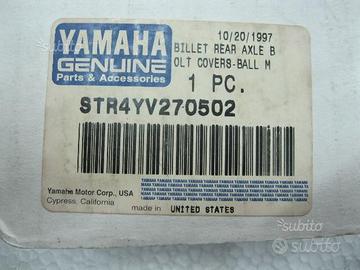 YAMAHA
GENUINE
Parts & Accessories
10/20/1997
BILLET REAR AXLE B
OLT COVERS-BALL M
1 PC.
STR4YV270502
Yamaha Motor Corp., USA
Cypress, California
made in UNITED STATES
subito
subito